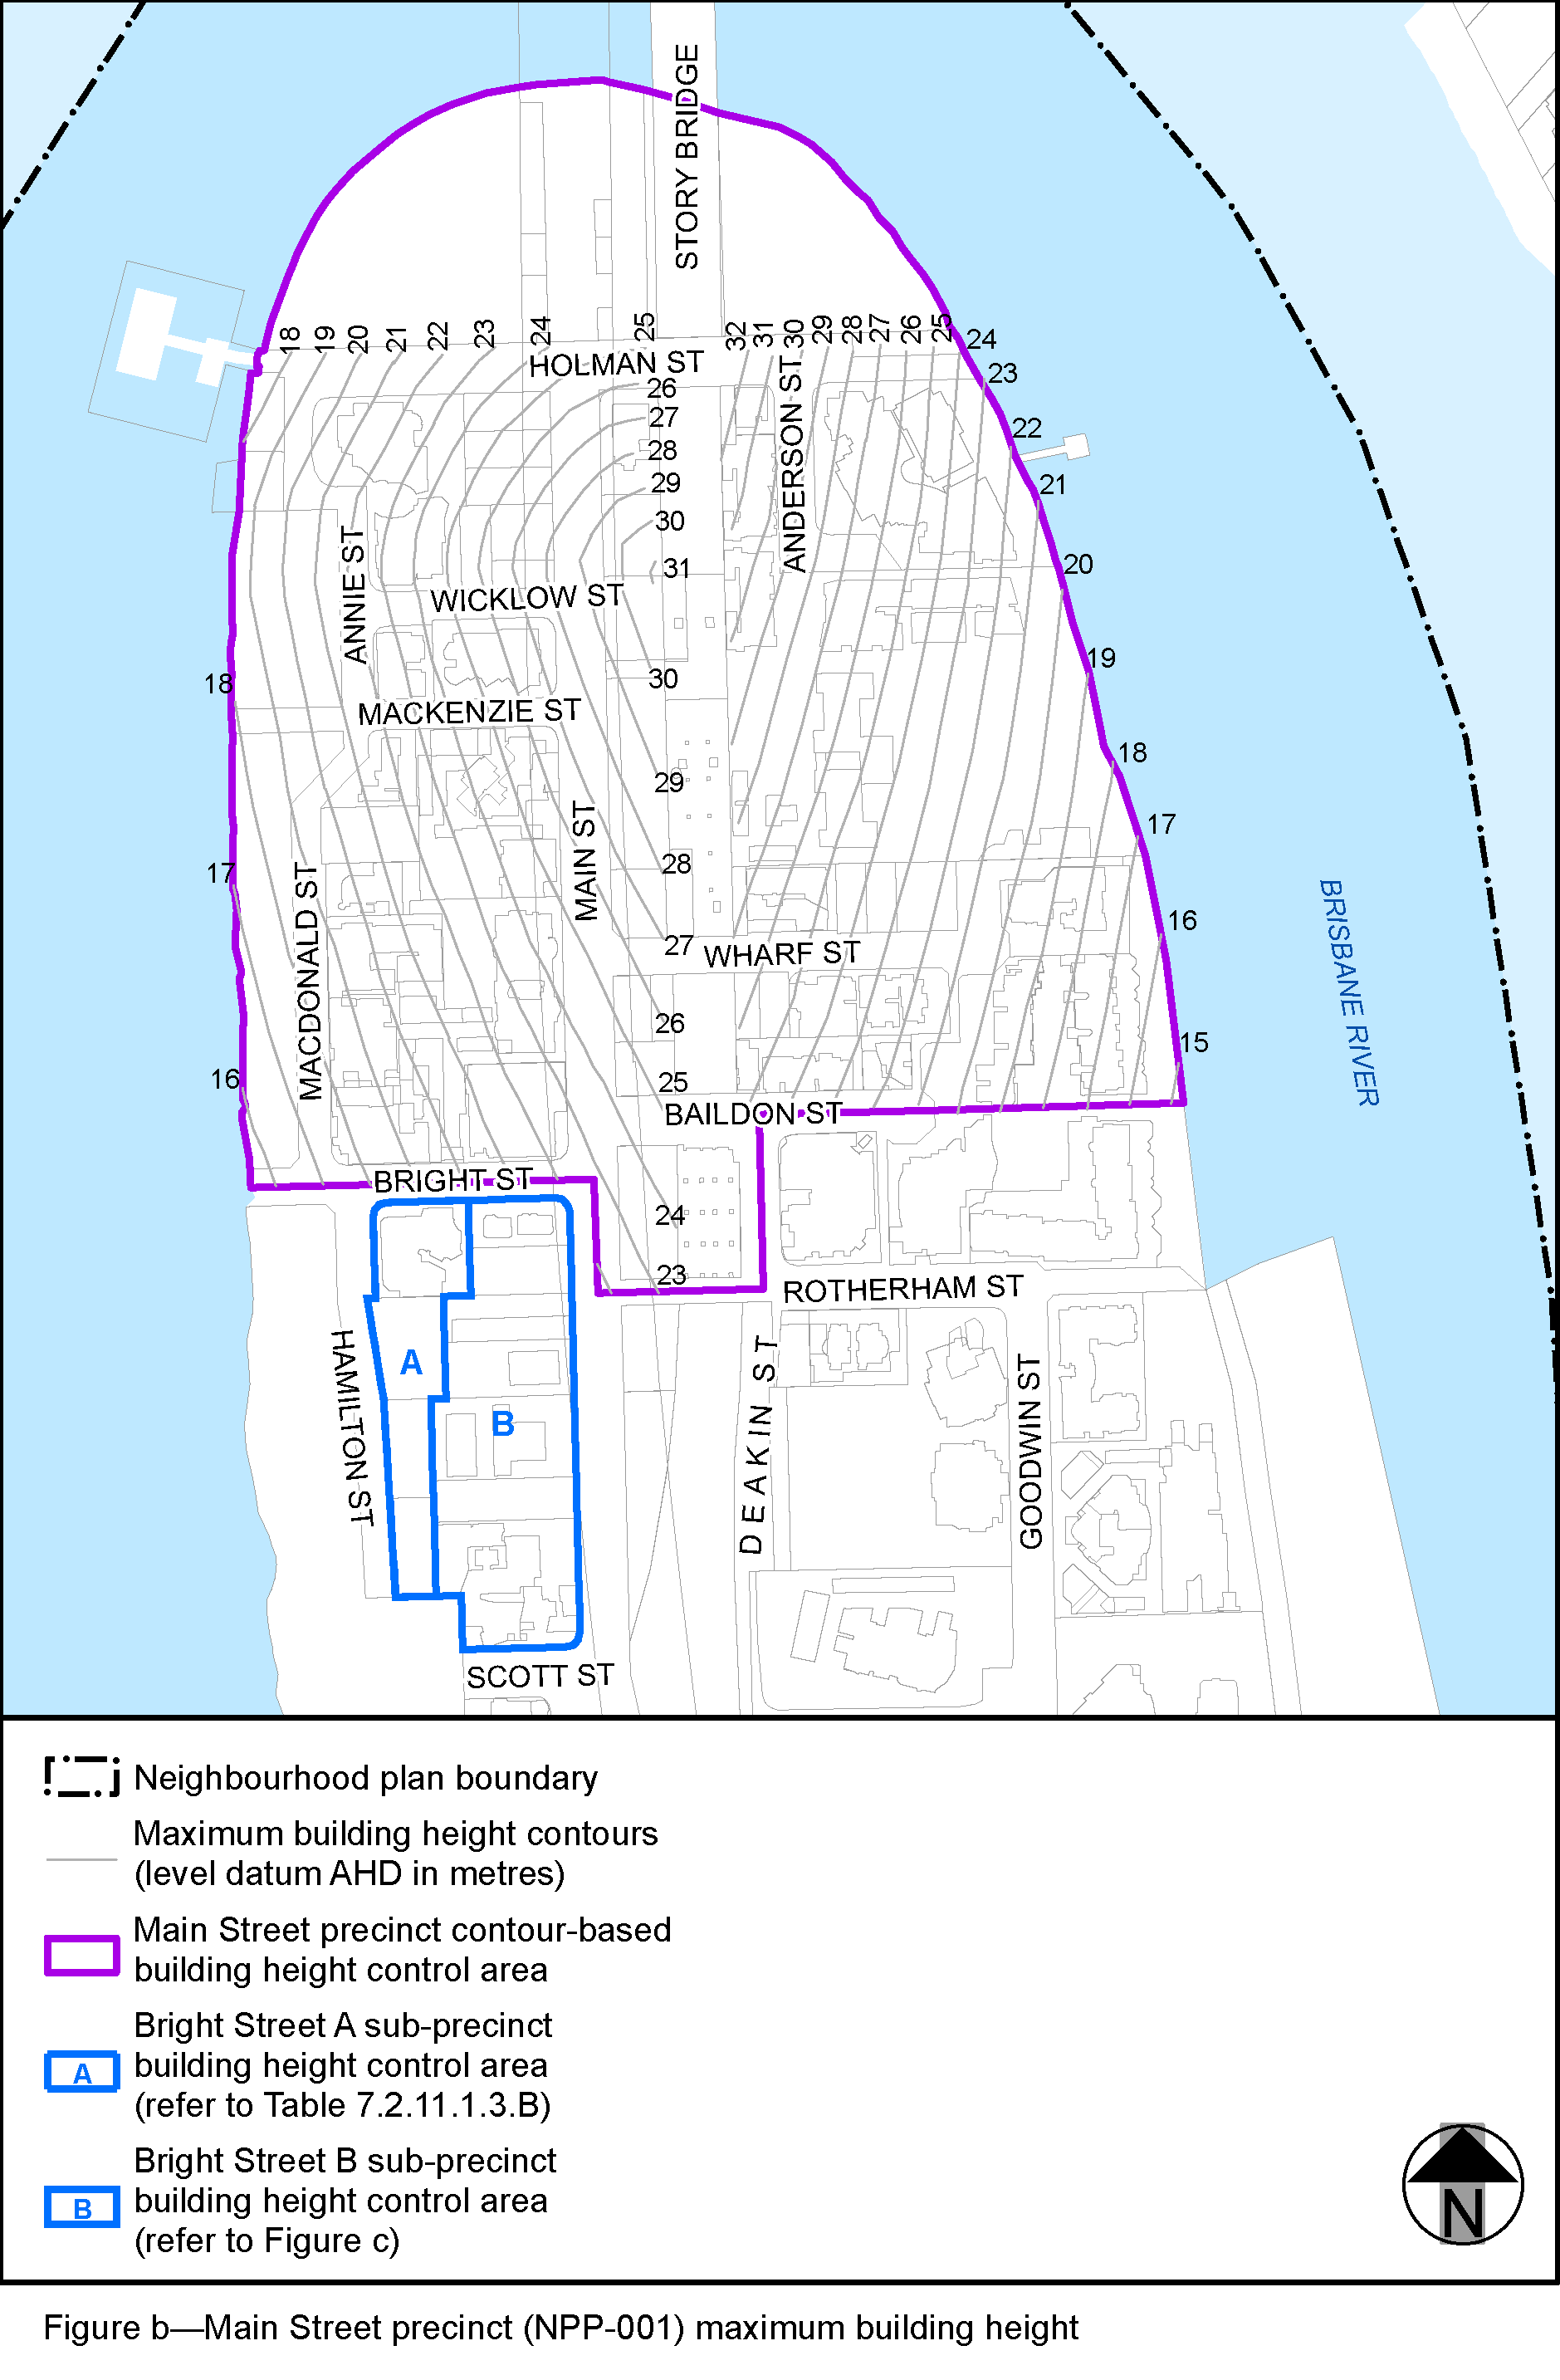 STORY BRIDGE
18 19 20 21 22 23 24 25 32 31 30 29 28 27 26 25 24
HOLMAN ST
23
26
27
22
28
29
21
30
ANDERSON ST
31
20
ANNIE ST
WICKLOW ST
19
18
30
MACKENZIE ST
18
29
MAIN ST
17
28
17
MACDONALD ST
16
27
WHARF ST
BRISBANE RIVER
26
15
16
25
BAILDON ST
BRIGHT ST
24
23
ROTHERHAM ST
A
HAMILTON ST
B
DEAKIN ST
GOODWIN ST
SCOTT ST
Neighbourhood plan boundary
Maximum building height contours
(level datum AHD in metres)
Main Street precinct contour-based
building height control area
Bright Street A sub-precinct
A building height control area
(refer to Table 7.2.11.1.3.B)
Bright Street B sub-precinct
B building height control area
(refer to Figure c)
N
Figure b—Main Street precinct (NPP-001) maximum building height